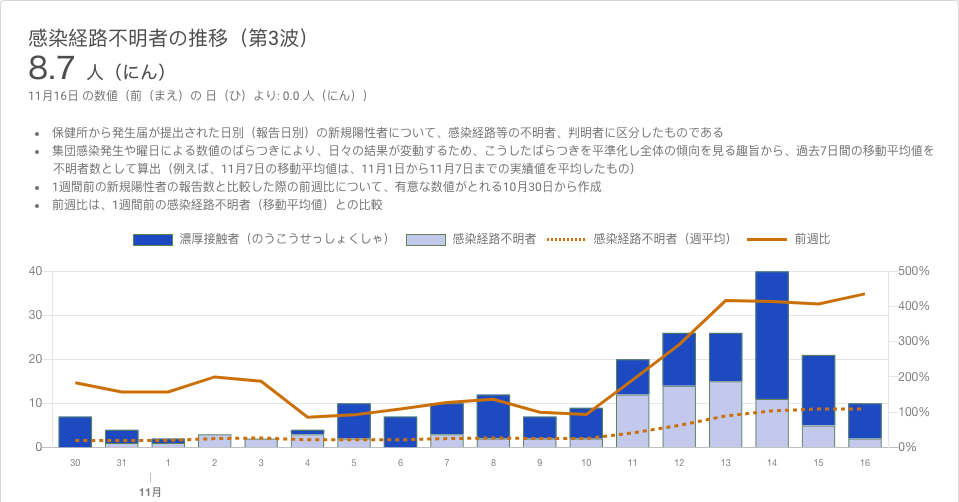 感染経路不明者の推移（第3波）
8.7 人（にん）
11月16日 の数値（前（まえ）の 日（ひ）より: 0.0 人（にん））
• 保健所から発生届が提出された日別（報告日別）の新規陽性者について、感染経路等の不明者、判明者に区分したものである
• 集団感染発生や曜日による数値のばらつきにより、日々の結果が変動するため、こうしたばらつきを平準化し全体の傾向を見る趣旨から、過去7日間の移動平均値を
不明者数として算出（例えば、11月7日の移動平均値は、11月1日から11月7日までの実績値を平均したもの）
• 1週間前の新規陽性者の報告数と比較した際の前週比について、有意な数値がとれる10月30日から作成
• 前週比は、1週間前の感染経路不明者（移動平均値）との比較
濃厚接触者（のうこうせっしょくしゃ） 感染経路不明者 感染経路不明者（週平均） 前週比
40 500%
400%
30
300%
20
200%
10
100%
0 0%
30 31 1 2 3 4 5 6 7 8 9 10 11 12 13 14 15 16
11月